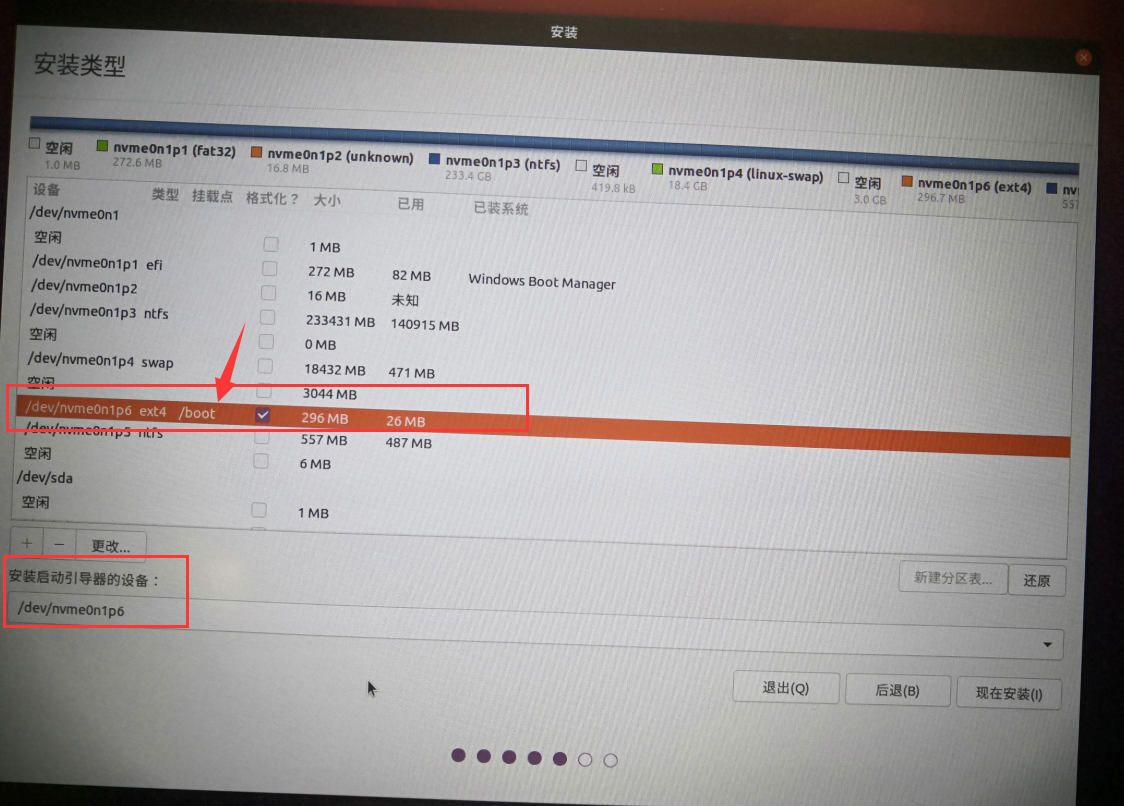 安装
安装类型
空闲 nvme0n1p1 (fat32) nvme0n1p2 (unknown) nvme0n1p3 (ntfs) 空闲 nvme0n1p4 (linux-swap) 空闲 nvme0n1p6 (ext4) nv
1.0 MB 272.6 MB 16.8 MB 233.4 GB 419.8 kB 18.4 GB 3.0 GB 296.7 MB 557
设备 类型 挂载点 格式化？ 大小 已用 已装系统
/dev/nvme0n1
空闲 1 MB
/dev/nvme0n1p1 efi 272 MB 82 MB Windows Boot Manager
/dev/nvme0n1p2 16 MB 未知
/dev/nvme0n1p3 ntfs 233431 MB 140915 MB
空闲 0 MB
/dev/nvme0n1p4 swap 18432 MB 471 MB
空闲 3044 MB
/dev/nvme0n1p6 ext4 /boot 296 MB 26 MB
/dev/nvme0n1p5 ntfs 557 MB 487 MB
空闲 6 MB
/dev/sda
空闲 1 MB
+ − 更改...
新建分区表... 还原
安装启动引导器的设备：
/dev/nvme0n1p6
退出(Q) 后退(B) 现在安装(I)